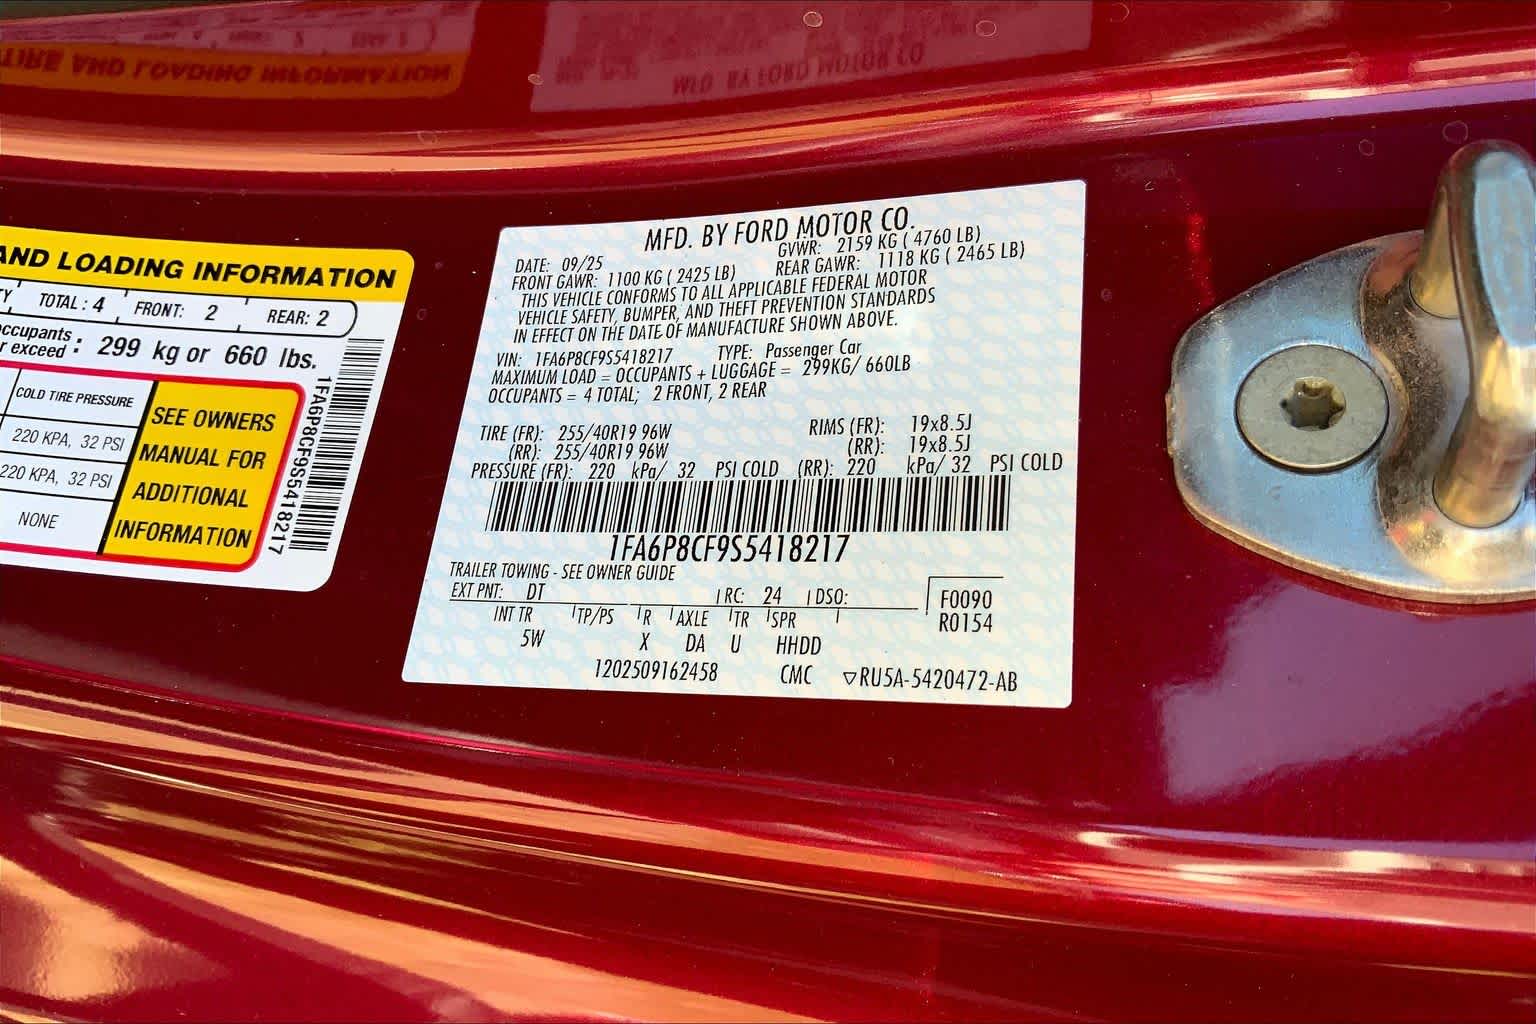 AND LOADING INFORMATION
TOTAL : 4 FRONT: 2 REAR: 2
occupants
exceed : 299 kg or 660 lbs.
COLD TIRE PRESSURE
220 KPA, 32 PSI
220 KPA, 32 PSI
NONE
SEE OWNERS
MANUAL FOR
ADDITIONAL
INFORMATION
1FA6P8CF9S5418217
MFD. BY FORD MOTOR CO.
DATE: 09/25 GVWR: 2159 KG ( 4760 LB)
FRONT GAWR: 1100 KG ( 2425 LB) REAR GAWR: 1118 KG ( 2465 LB)
THIS VEHICLE CONFORMS TO ALL APPLICABLE FEDERAL MOTOR
VEHICLE SAFETY, BUMPER, AND THEFT PREVENTION STANDARDS
IN EFFECT ON THE DATE OF MANUFACTURE SHOWN ABOVE.
VIN: 1FA6P8CF9S5418217 TYPE: Passenger Car
MAXIMUM LOAD = OCCUPANTS + LUGGAGE = 299KG/ 660LB
OCCUPANTS = 4 TOTAL; 2 FRONT, 2 REAR
TIRE (FR): 255/40R19 96W RIMS (FR): 19x8.5J
(RR): 255/40R19 96W (RR): 19x8.5J
PRESSURE (FR): 220 kPa/ 32 PSI COLD (RR): 220 kPa/ 32 PSI COLD
1FA6P8CF9S5418217
TRAILER TOWING - SEE OWNER GUIDE
EXT PNT: DT RC: 24 DSO: F0090
INT TR TP/PS R AXLE TR SPR R0154
5W X DA U HHDD
1202509162458 CMC ▽RU5A-5420472-AB